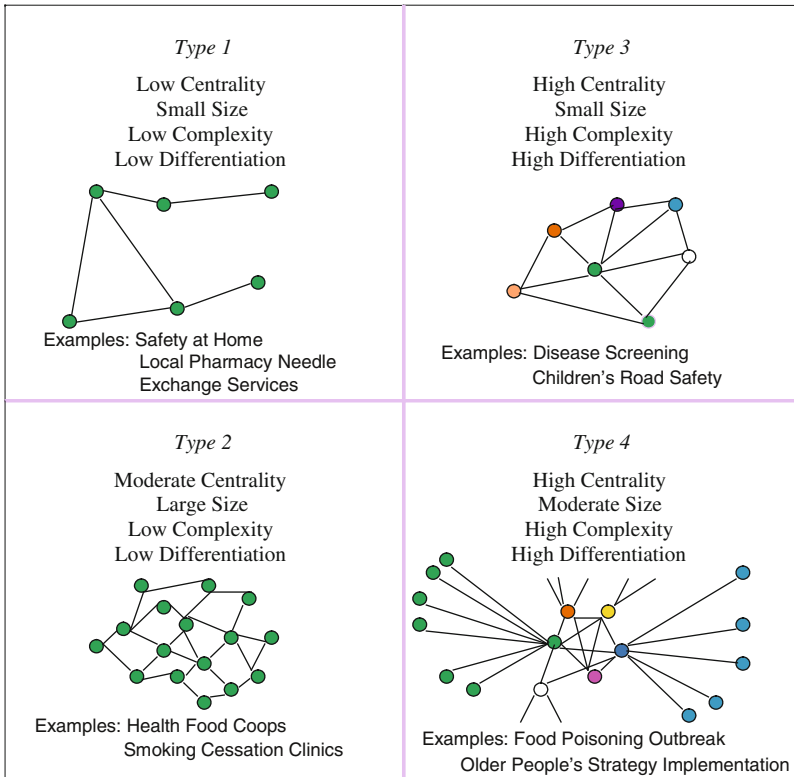 Type 1
Low Centrality
Small Size
Low Complexity
Low Differentiation
Examples: Safety at Home
Local Pharmacy Needle
Exchange Services
Type 3
High Centrality
Small Size
High Complexity
High Differentiation
Examples: Disease Screening
Children's Road Safety
Type 2
Moderate Centrality
Large Size
Low Complexity
Low Differentiation
Examples: Health Food Coops
Smoking Cessation Clinics
Type 4
High Centrality
Moderate Size
High Complexity
High Differentiation
Examples: Food Poisoning Outbreak
Older People's Strategy Implementation